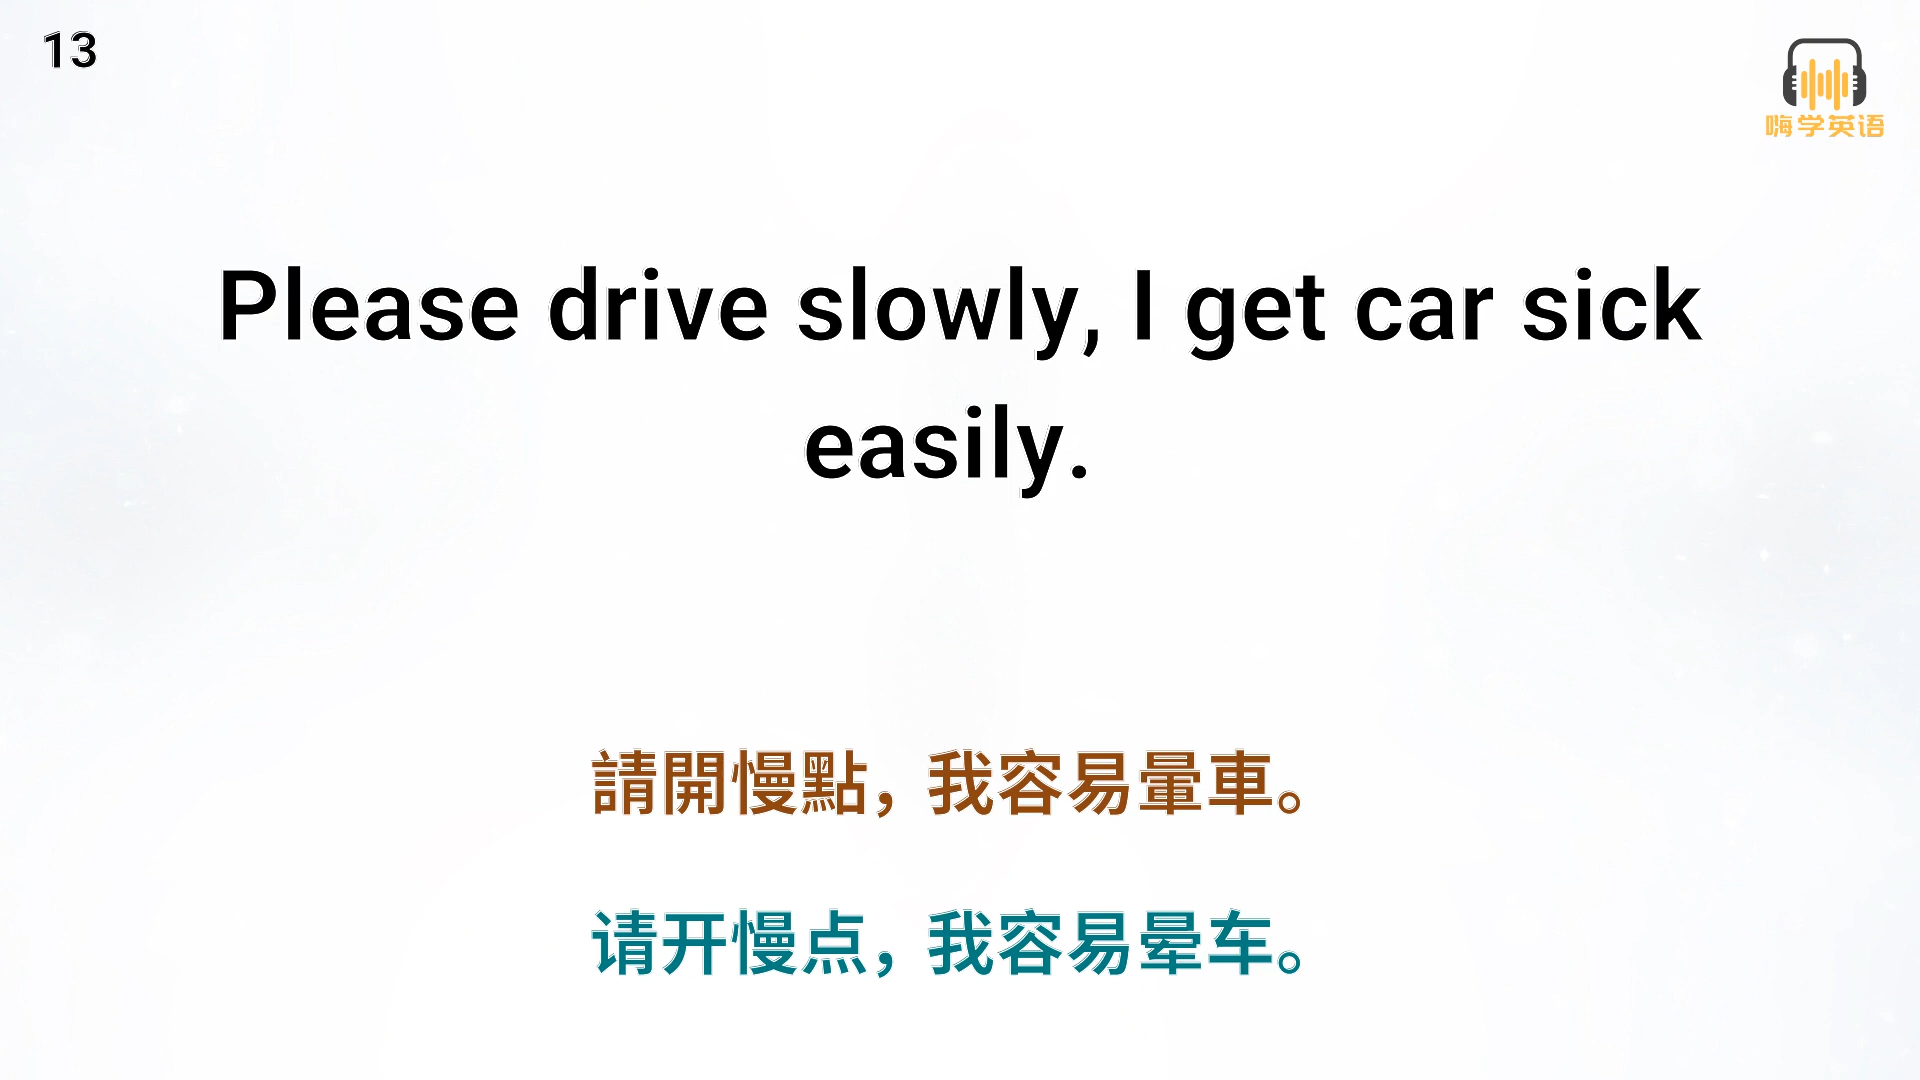 13
嗨学英语
Please drive slowly, I get car sick
easily.
請開慢點，我容易暈車。
请开慢点，我容易晕车。